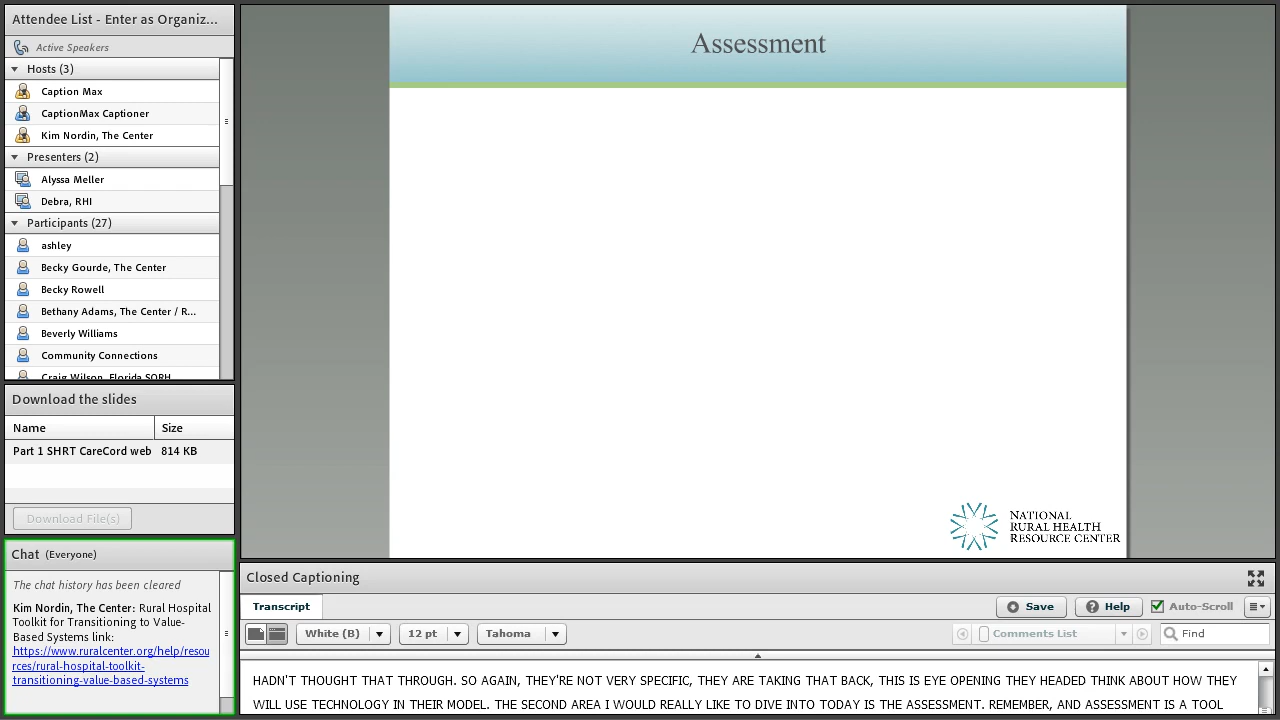 Attendee List - Enter as Organiz...
Active Speakers
Hosts (3)
Caption Max
CaptionMax Captioner
Kim Nordin, The Center
Presenters (2)
Alyssa Meller
Debra, RHI
Participants (27)
ashley
Becky Gourde, The Center
Becky Rowell
Bethany Adams, The Center / R...
Beverly Williams
Community Connections
Craig Wilson, Florida SORH
Download the slides
Name Size
Part 1 SHRT CareCord web 814 KB
Download File(s)
Chat (Everyone)
The chat history has been cleared
Kim Nordin, The Center: Rural Hospital
Toolkit for Transitioning to Value-
Based Systems link:
https://www.ruralcenter.org/help/resou
rces/rural-hospital-toolkit-
transitioning-value-based-systems
Assessment
NATIONAL
RURAL HEALTH
RESOURCE CENTER
Closed Captioning
Transcript
Save
Help
Auto-Scroll
White (B)
12 pt
Tahoma
Comments List
Find
HADN'T THOUGHT THAT THROUGH. SO AGAIN, THEY'RE NOT VERY SPECIFIC, THEY ARE TAKING THAT BACK, THIS IS EYE OPENING THEY HEADED THINK ABOUT HOW THEY
WILL USE TECHNOLOGY IN THEIR MODEL. THE SECOND AREA I WOULD REALLY LIKE TO DIVE INTO TODAY IS THE ASSESSMENT. REMEMBER, AND ASSESSMENT IS A TOOL